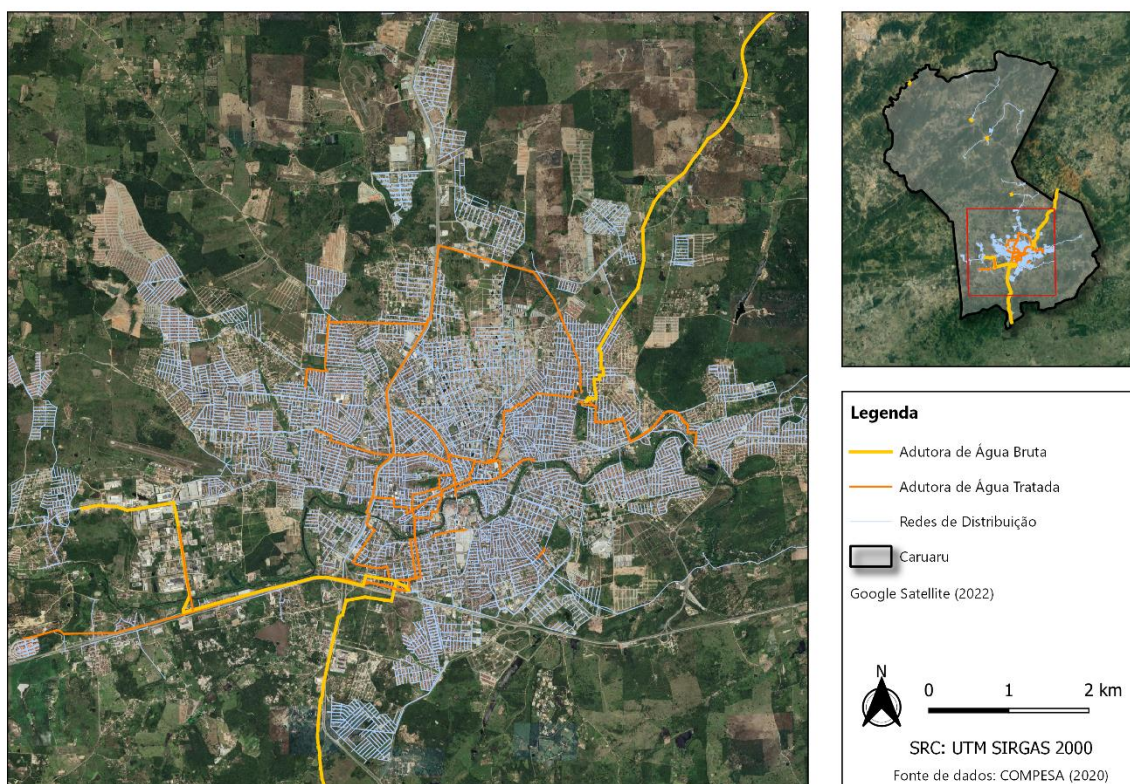 Legenda
Adutora de Água Bruta
Adutora de Água Tratada
Redes de Distribuição
Caruaru
Google Satellite (2022)
N
0 1 2 km
SRC: UTM SIRGAS 2000
Fonte de dados: COMPESA (2020)